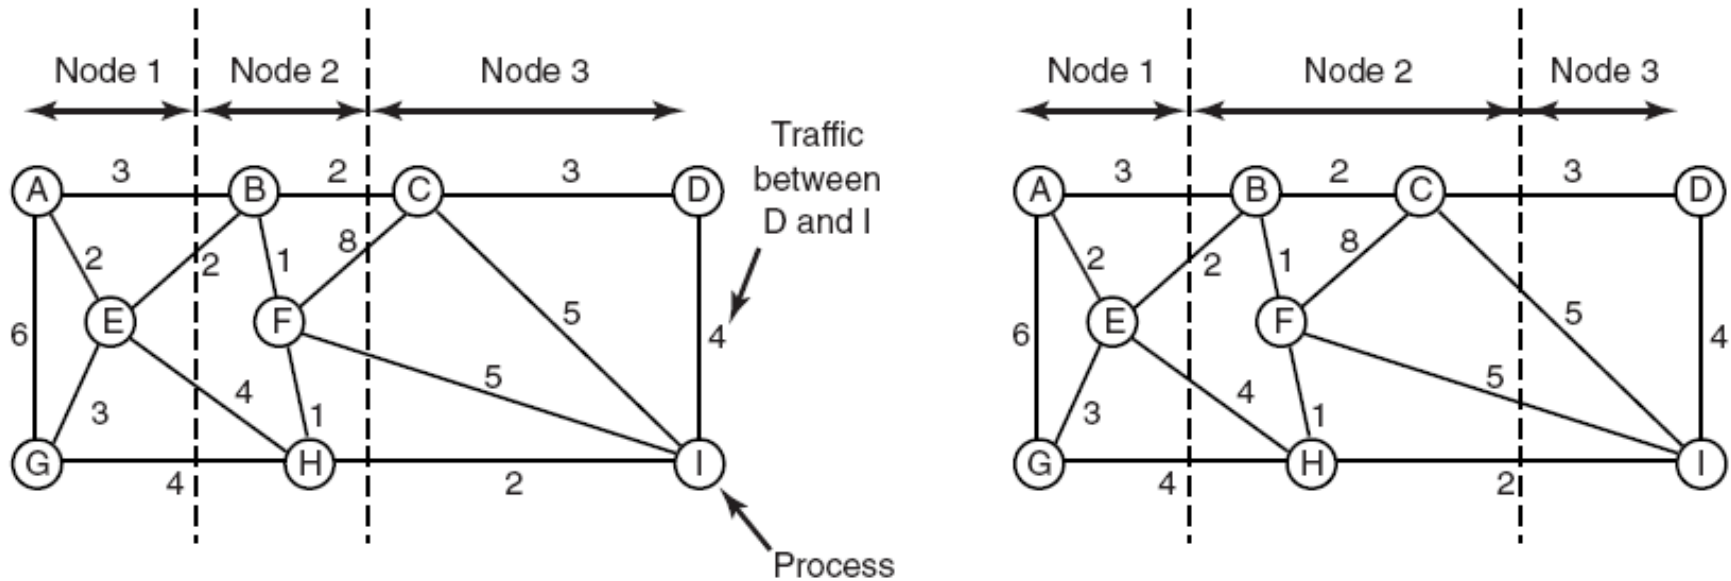 Node 1 Node 2 Node 3
Traffic
between
D and I
A 3 B 2 C 3 D
2 2 1 8
E F 5
6 4
3 4 5 1
G 4 H 2 I
Process
Node 1 Node 2 Node 3
A 3 B 2 C 3 D
2 2 1 8
E F 5
6 4
3 4 5 1
G 4 H 2 I